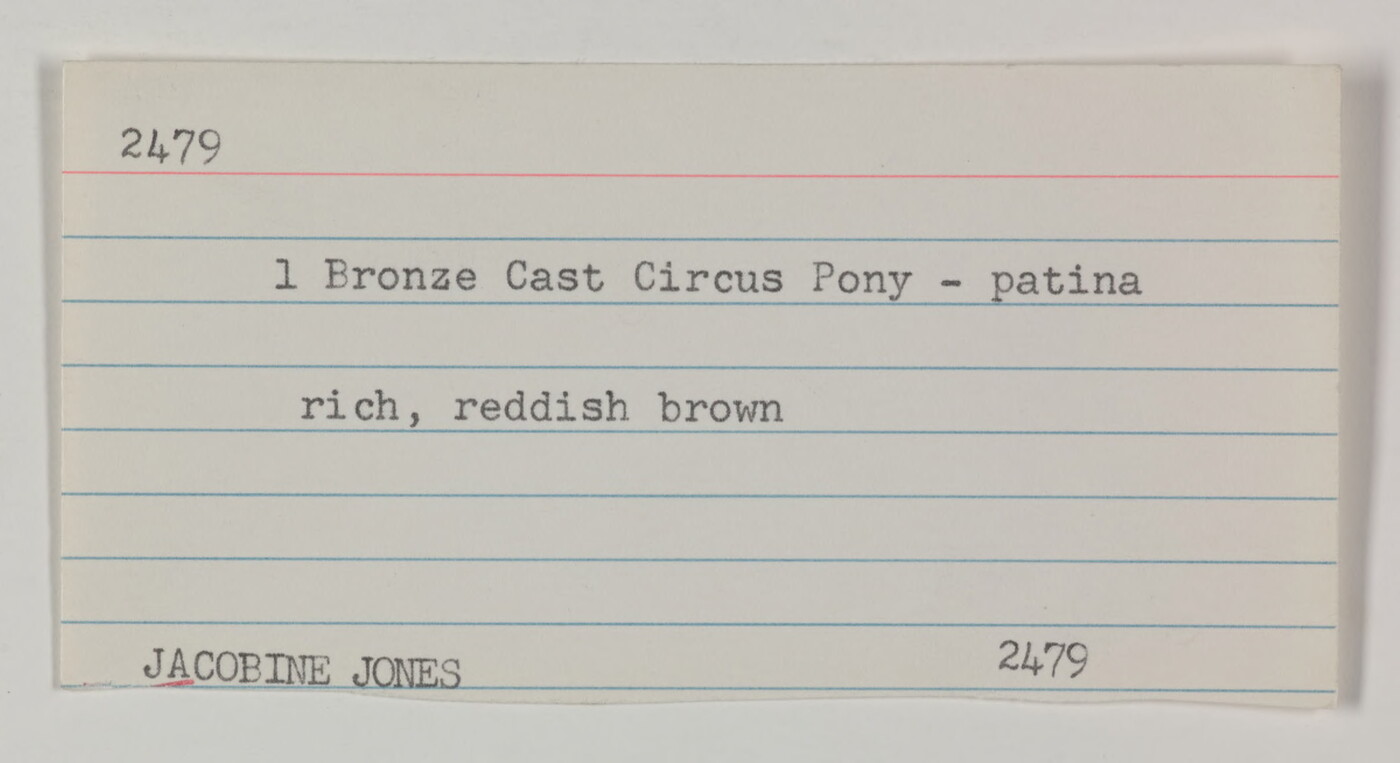 2479
1 Bronze Cast Circus Pony - patina
rich, reddish brown
JACOBINE JONES 2479